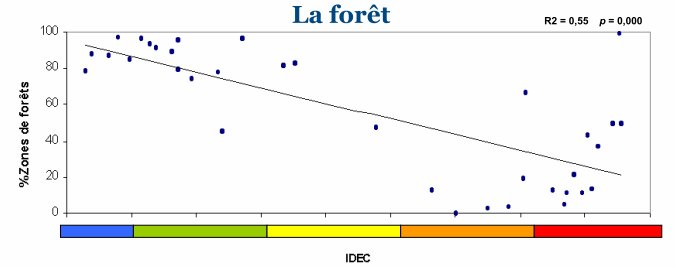 La forêt
R2 = 0,55 p = 0,000
%Zones de forêts
100
80
60
40
20
0
IDEC